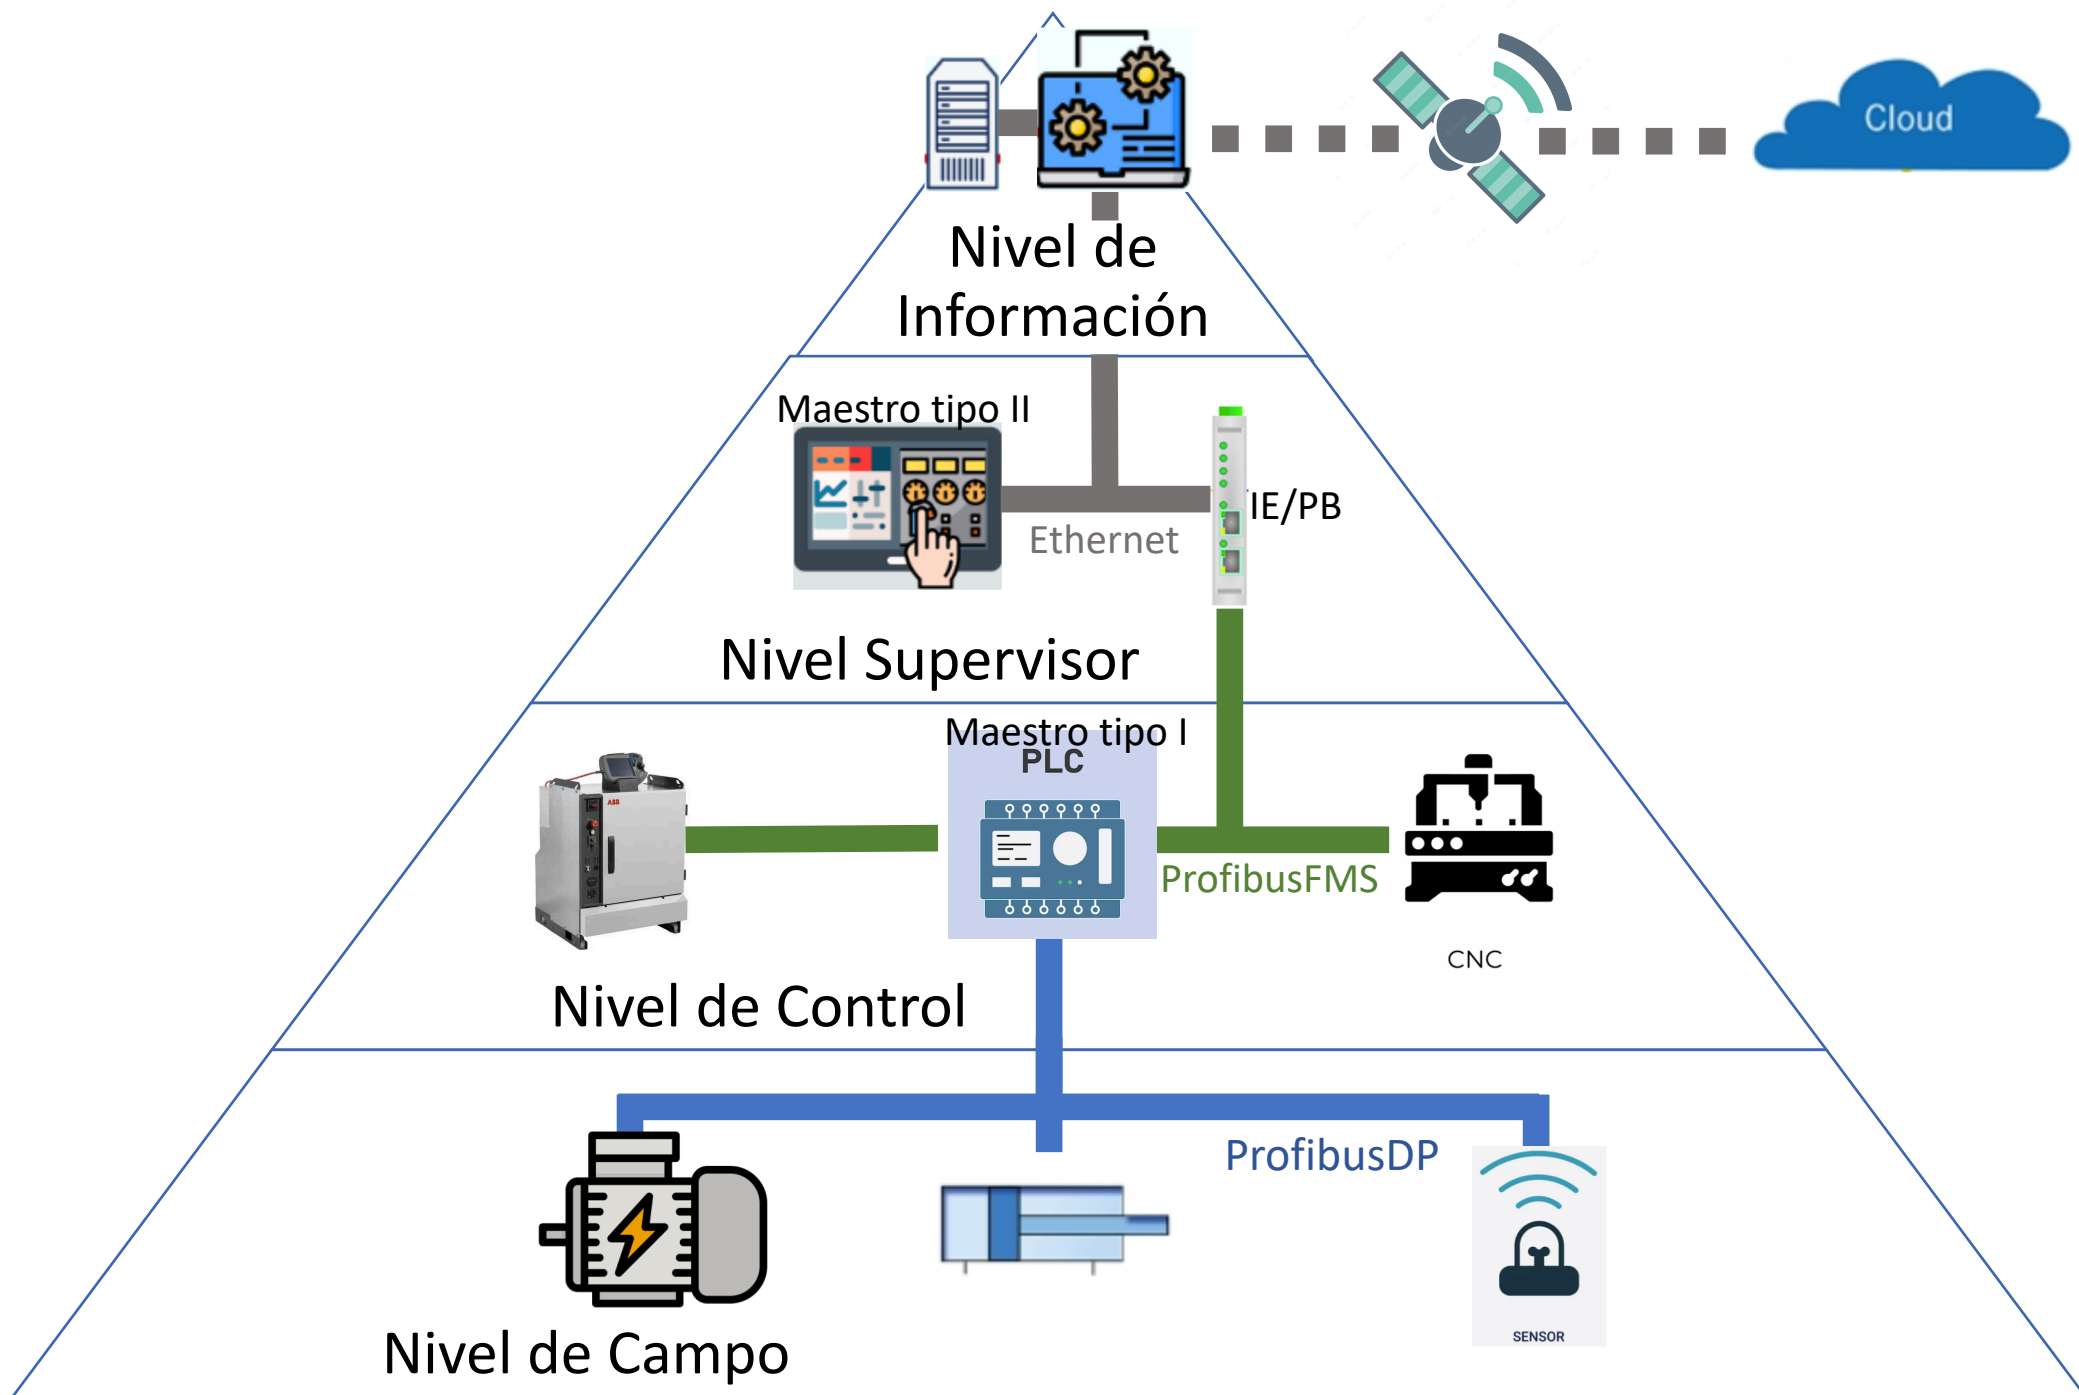 Cloud
Nivel de
Información
Maestro tipo II
IE/PB
Ethernet
Nivel Supervisor
Maestro tipo I
PLC
ABB
ProfibusFMS
CNC
Nivel de Control
ProfibusDP
SENSOR
Nivel de Campo